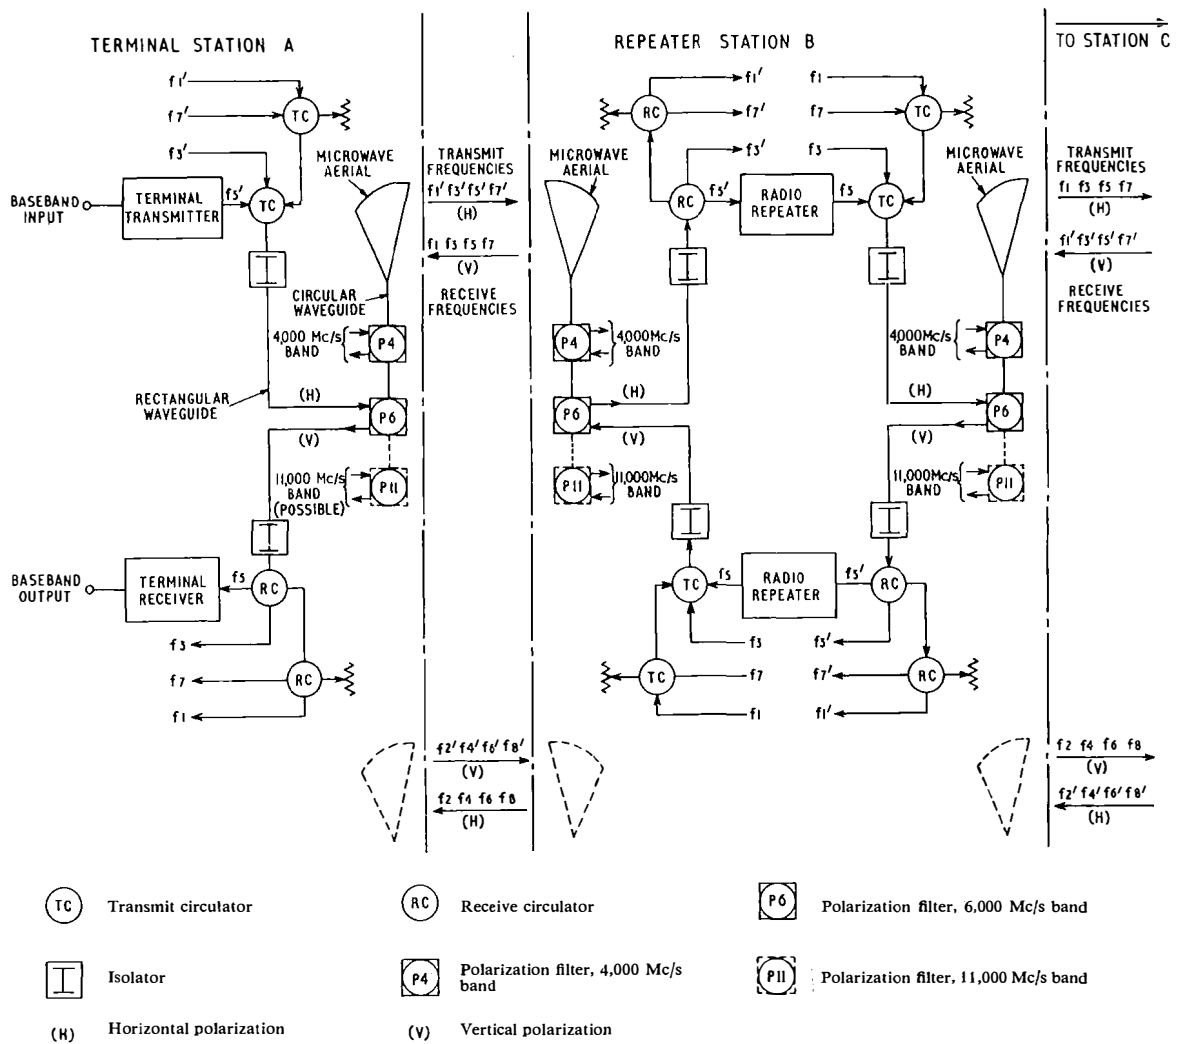 TERMINAL STATION A
REPEATER STATION B
TO STATION C
f1'
f7'
f3'
TC
BASEBAND
INPUT
TERMINAL
TRANSMITTER
f5'
TC
MICROWAVE
AERIAL
CIRCULAR
WAVEGUIDE
4,000 Mc/s
BAND
P4
RECTANGULAR
WAVEGUIDE
(H)
P6
(V)
11,000 Mc/s
BAND
(POSSIBLE)
P11
BASEBAND
OUTPUT
TERMINAL
RECEIVER
f5
RC
f3
f7
RC
f1
TRANSMIT
FREQUENCIES
f1' f3' f5' f7'
(H)
f1 f3 f5 f7
(V)
RECEIVE
FREQUENCIES
f2' f4' f6' f8'
(V)
f2 f4 f6 f8
(H)
f1'
RC
f7'
f3'
MICROWAVE
AERIAL
RC
f5'
RADIO
REPEATER
f5
TC
f1
f7
TC
f3
MICROWAVE
AERIAL
P4
4,000Mc/s
BAND
(H)
P6
(V)
P11
11,000Mc/s
BAND
4,000Mc/s
BAND
P4
(H)
P6
(V)
11,000Mc/s
BAND
P11
TC
f5
RADIO
REPEATER
f5'
RC
f3
f3'
TC
f7
f7'
RC
f1
f1'
TRANSMIT
FREQUENCIES
f1 f3 f5 f7
(H)
f1' f3' f5' f7'
(V)
RECEIVE
FREQUENCIES
f2 f4 f6 f8
(V)
f2' f4' f6' f8'
(H)
TC Transmit circulator
RC Receive circulator
P6 Polarization filter, 6,000 Mc/s band
Isolator
P4 Polarization filter, 4,000 Mc/s
band
P11 Polarization filter, 11,000 Mc/s band
(H) Horizontal polarization
(V) Vertical polarization